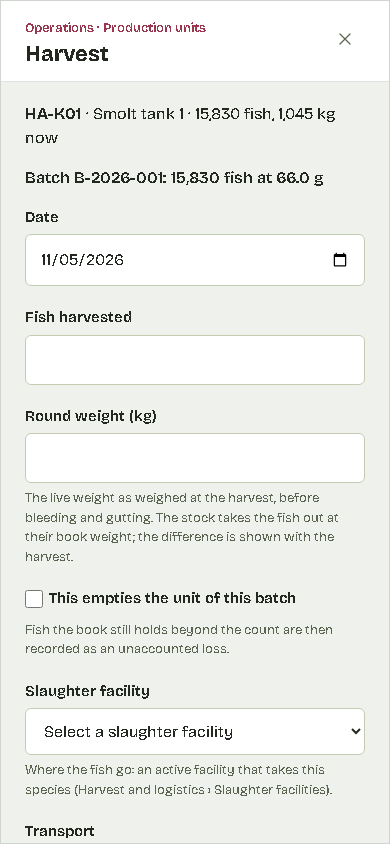 Operations · Production units
Harvest
HA-K01 · Smolt tank 1 · 15,830 fish, 1,045 kg
now
Batch B-2026-001: 15,830 fish at 66.0 g
Date
11/05/2026
Fish harvested
Round weight (kg)
The live weight as weighed at the harvest, before
bleeding and gutting. The stock takes the fish out at
their book weight; the difference is shown with the
harvest.
This empties the unit of this batch
Fish the book still holds beyond the count are then
recorded as an unaccounted loss.
Slaughter facility
Select a slaughter facility
Where the fish go: an active facility that takes this
species (Harvest and logistics › Slaughter facilities).
Transport